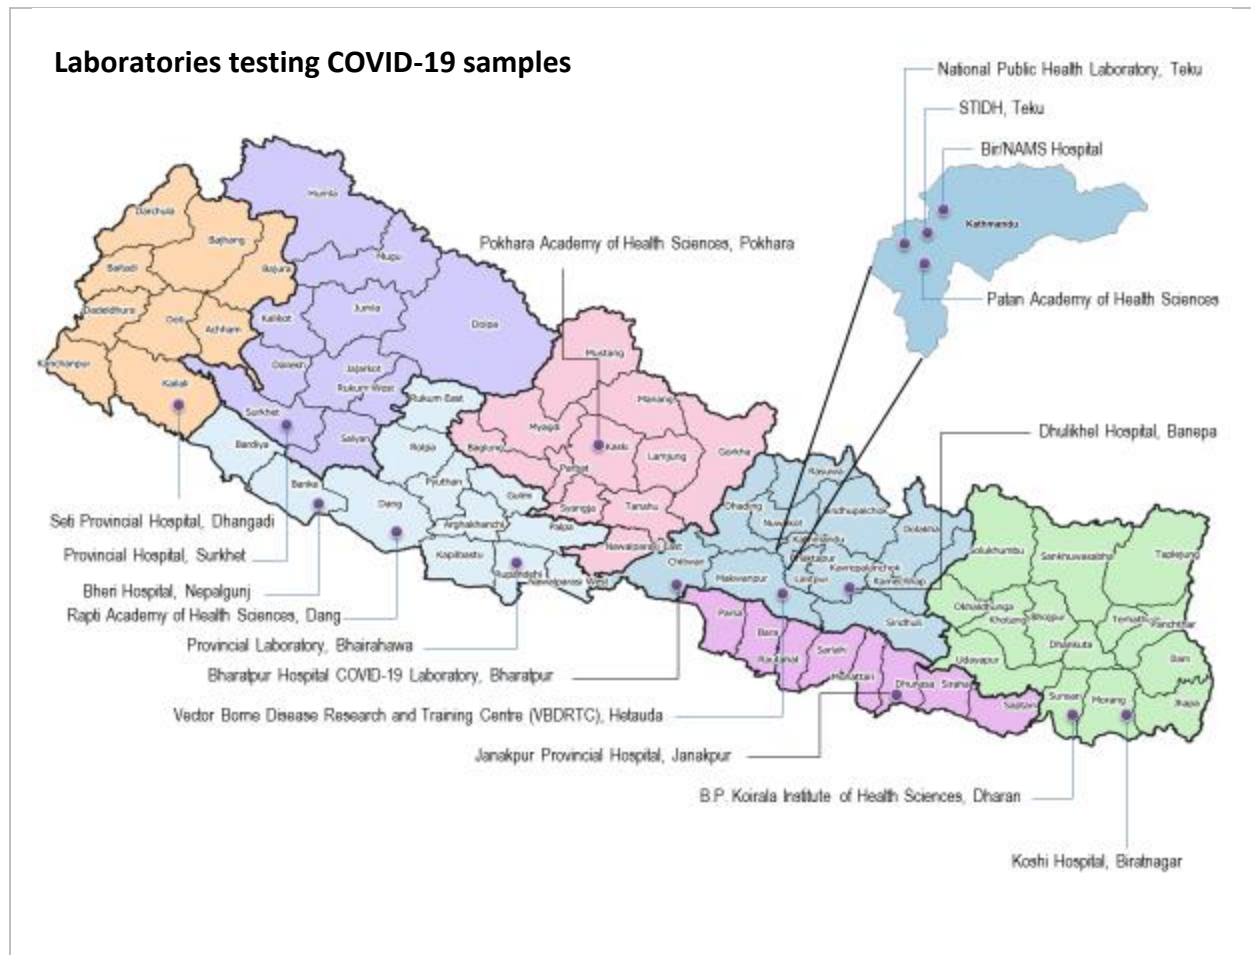 Laboratories testing COVID-19 samples
National Public Health Laboratory, Teku
STIDH, Teku
Bir/NAMS Hospital
Kathmandu
Patan Academy of Health Sciences
Pokhara Academy of Health Sciences, Pokhara
Dhulikhel Hospital, Banepa
Humla
Darchula
Bajhang
Mugu
Baitadi
Bajura
Dadeldhura
Doti
Achham
Kalikot
Jumla
Dolpa
Kanchanpur
Kailali
Jajarkot
Rukum West
Mustang
Manang
Surkhet
Salyan
Rukum East
Rolpa
Myagdi
Baglung
Kaski
Lamjung
Gorkha
Parbat
Syangja
Tanahu
Bardiya
Banke
Dang
Pyuthan
Gulmi
Arghakhanchi
Palpa
Kapilbastu
Rupandehi
Nawalparasi West
Nawalparasi East
Chitwan
Rasuwa
Dhading
Nuwakot
Sindhupalchok
Dolakha
Kathmandu
Bhaktapur
Lalitpur
Kavrepalanchok
Ramechhap
Makwanpur
Sindhuli
Solukhumbu
Sankhuwasabha
Taplejung
Okhaldhunga
Khotang
Bhojpur
Panchthar
Dhankuta
Udayapur
Ilam
Sunsari
Morang
Jhapa
Parsa
Bara
Rautahat
Sarlahi
Mahottari
Dhanusa
Siraha
Saptari
Seti Provincial Hospital, Dhangadi
Provincial Hospital, Surkhet
Bheri Hospital, Nepalgunj
Rapti Academy of Health Sciences, Dang
Provincial Laboratory, Bhairahawa
Bharatpur Hospital COVID-19 Laboratory, Bharatpur
Vector Borne Disease Research and Training Centre (VBDRTC), Hetauda
Janakpur Provincial Hospital, Janakpur
B.P. Koirala Institute of Health Sciences, Dharan
Koshi Hospital, Biratnagar